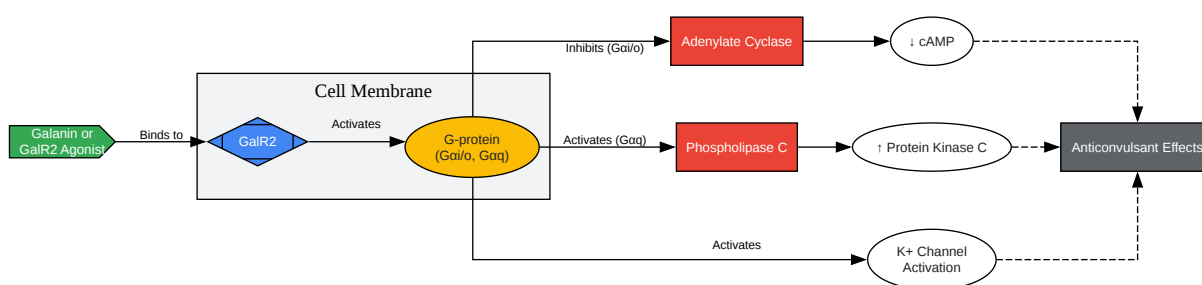 Galanin or
GalR2 Agonist
Binds to
Cell Membrane
GalR2
Activates
G-protein
(Gαi/o, Gαq)
Inhibits (Gαi/o)
Adenylate Cyclase
↓ cAMP
Activates (Gαq)
Phospholipase C
↑ Protein Kinase C
Activates
K+ Channel
Activation
Anticonvulsant Effects